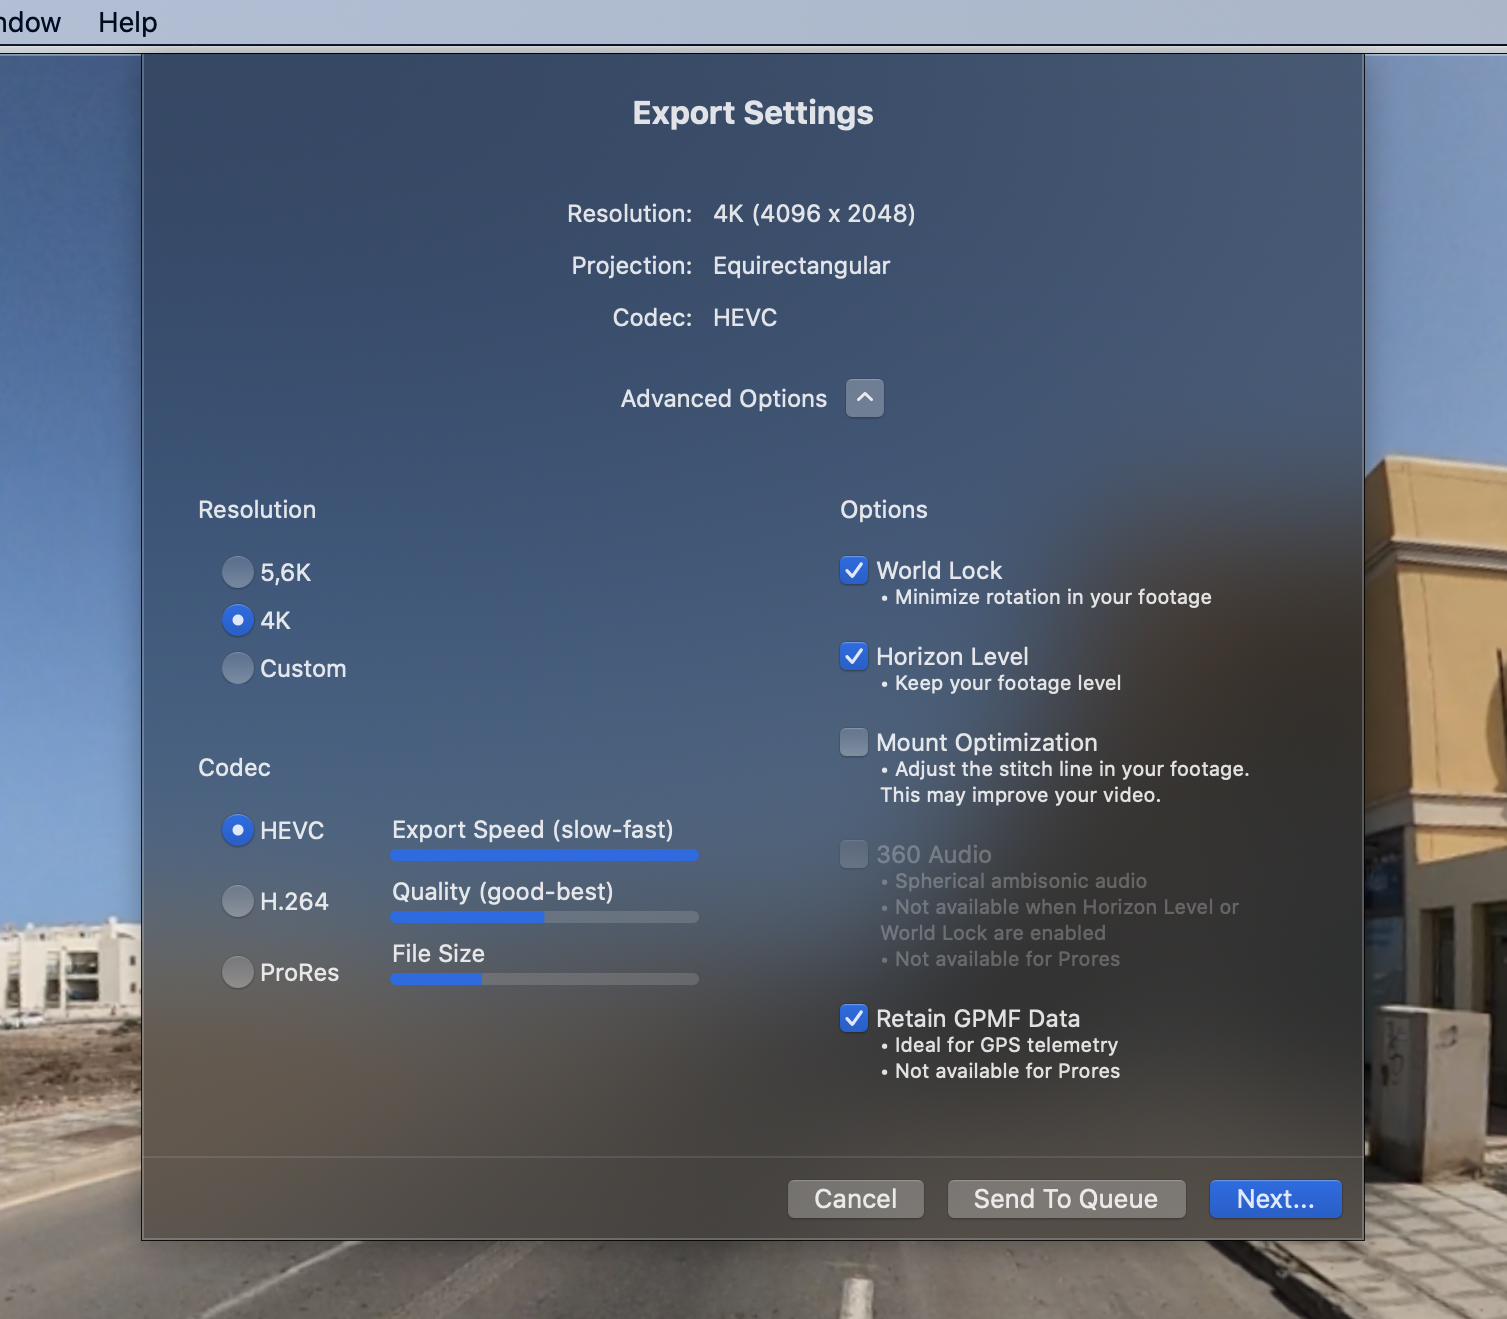 Help
Export Settings
Resolution: 4K (4096 x 2048)
Projection: Equirectangular
Codec: HEVC
Advanced Options
Resolution
5,6K
4K
Custom
Codec
HEVC
Export Speed (slow-fast)
Quality (good-best)
H.264
File Size
ProRes
Options
World Lock
• Minimize rotation in your footage
Horizon Level
• Keep your footage level
Mount Optimization
• Adjust the stitch line in your footage.
This may improve your video.
360 Audio
• Spherical ambisonic audio
• Not available when Horizon Level or
World Lock are enabled
• Not available for Prores
Retain GPMF Data
• Ideal for GPS telemetry
• Not available for Prores
Cancel
Send To Queue
Next...